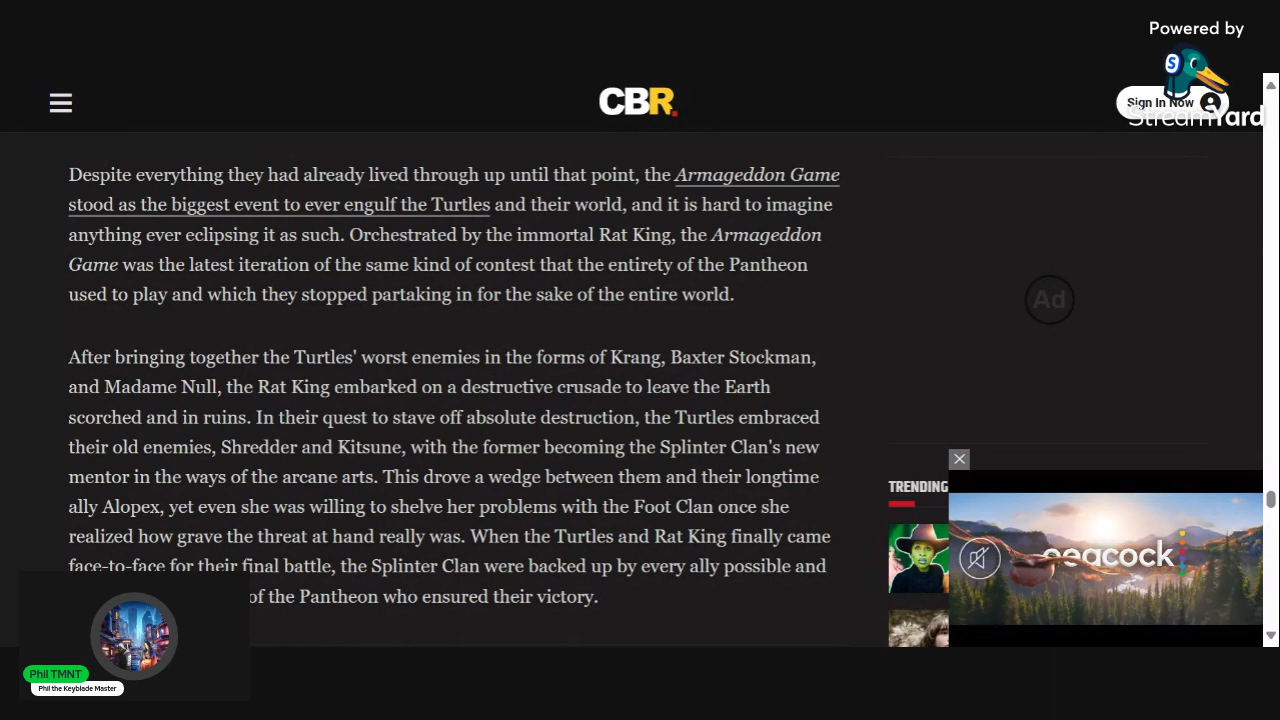 Powered by
CBR
Sign In Now
StreamYard
Despite everything they had already lived through up until that point, the Armageddon Game
stood as the biggest event to ever engulf the Turtles and their world, and it is hard to imagine
anything ever eclipsing it as such. Orchestrated by the immortal Rat King, the Armageddon
Game was the latest iteration of the same kind of contest that the entirety of the Pantheon
used to play and which they stopped partaking in for the sake of the entire world.
Ad
After bringing together the Turtles' worst enemies in the forms of Krang, Baxter Stockman,
and Madame Null, the Rat King embarked on a destructive crusade to leave the Earth
scorched and in ruins. In their quest to stave off absolute destruction, the Turtles embraced
their old enemies, Shredder and Kitsune, with the former becoming the Splinter Clan's new
mentor in the ways of the arcane arts. This drove a wedge between them and their longtime
ally Alopex, yet even she was willing to shelve her problems with the Foot Clan once she
realized how grave the threat at hand really was. When the Turtles and Rat King finally came
face-to-face for their final battle, the Splinter Clan were backed up by every ally possible and
of the Pantheon who ensured their victory.
TRENDING
peacock
Phil TMNT
Phil the Keyblade Master